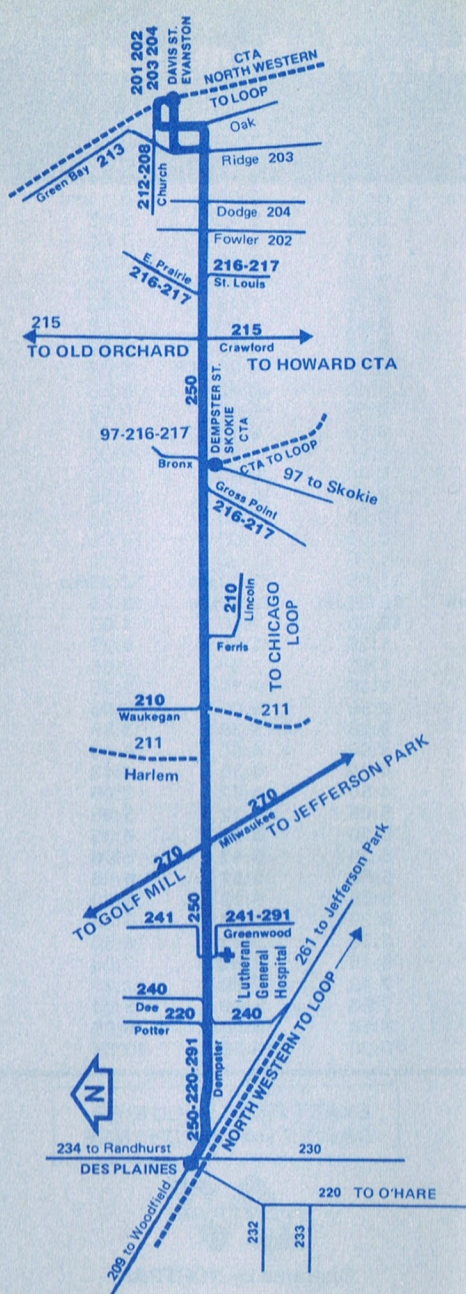 201 202
203 204
DAVIS ST.
EVANSTON
CTA
NORTH WESTERN
TO LOOP
Oak
Green Bay 213
212-208
Church
Ridge 203
Dodge 204
Fowler 202
E. Prairie
216-217
216-217
St. Louis
215
215
TO OLD ORCHARD
Crawford
TO HOWARD CTA
250
DEMPSTER ST.
SKOKIE
CTA
97-216-217
Bronx
CTA TO LOOP
97 to Skokie
Gross Point
216-217
210
Lincoln
Ferris
TO CHICAGO
LOOP
210
Waukegan
211
211
Harlem
270
Milwaukee
TO JEFFERSON PARK
270
TO GOLF MILL
250
241
241-291
Greenwood
Lutheran
General
Hospital
261 to Jefferson Park
240
Dee
220
Potter
240
NORTH WESTERN TO LOOP
250-220-291
Dempster
N
234 to Randhurst
230
DES PLAINES
220 TO O'HARE
209 to Woodfield
232
233